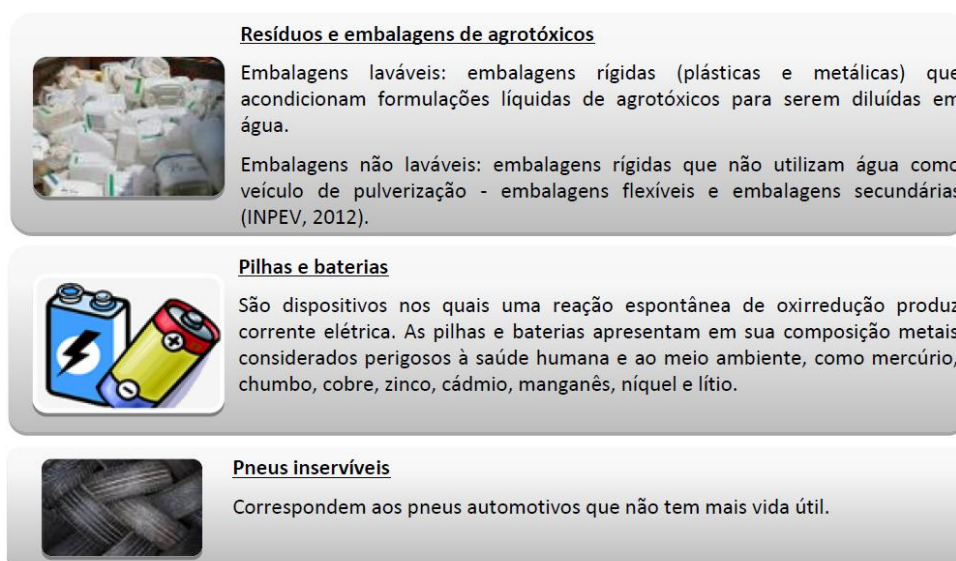 Resíduos e embalagens de agrotóxicos
Embalagens laváveis: embalagens rígidas (plásticas e metálicas) que
acondicionam formulações líquidas de agrotóxicos para serem diluídas em
água.
Embalagens não laváveis: embalagens rígidas que não utilizam água como
veículo de pulverização - embalagens flexíveis e embalagens secundárias
(INPEV, 2012).
Pilhas e baterias
São dispositivos nos quais uma reação espontânea de oxirredução produz
corrente elétrica. As pilhas e baterias apresentam em sua composição metais
considerados perigosos à saúde humana e ao meio ambiente, como mercúrio,
chumbo, cobre, zinco, cádmio, manganês, níquel e lítio.
Pneus inservíveis
Correspondem aos pneus automotivos que não tem mais vida útil.